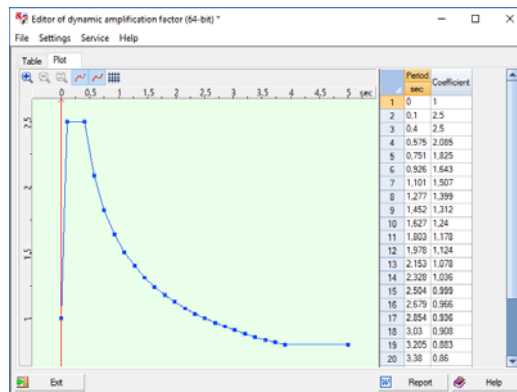 Editor of dynamic amplification factor (64-bit) *
File Settings Service Help
Table Plot
0 0,5 1 1,5 2 2,5 3 3,5 4 4,5 5 sec
2,5
2
1,5
1
Period sec Coefficient
1 0 1
2 0.1 2.5
3 0,4 2.5
4 0.575 2.085
5 0,751 1,825
6 0.926 1,643
7 1,101 1,507
8 1,277 1,399
9 1,452 1,312
10 1,627 1,24
11 1,803 1,178
12 1,978 1,124
13 2,153 1,078
14 2,328 1,036
15 2.504 0.999
16 2,679 0,966
17 2.854 0.936
18 3,03 0,908
19 3.205 0.883
20 3,38 0,86
Exit Report Help